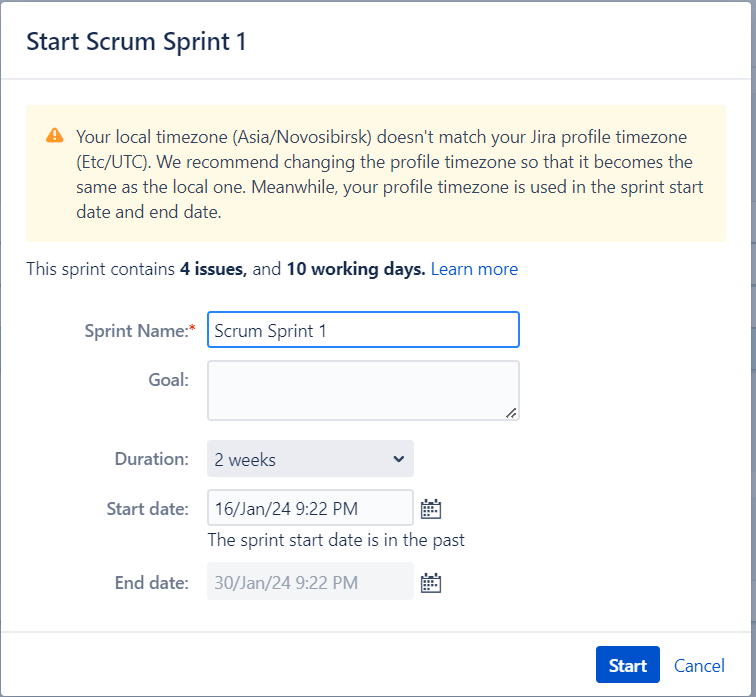 Start Scrum Sprint 1
Your local timezone (Asia/Novosibirsk) doesn't match your Jira profile timezone
(Etc/UTC). We recommend changing the profile timezone so that it becomes the
same as the local one. Meanwhile, your profile timezone is used in the sprint start
date and end date.
This sprint contains 4 issues, and 10 working days. Learn more
Sprint Name:* Scrum Sprint 1
Goal:
Duration: 2 weeks
Start date: 16/Jan/24 9:22 PM
The sprint start date is in the past
End date: 30/Jan/24 9:22 PM
Start Cancel